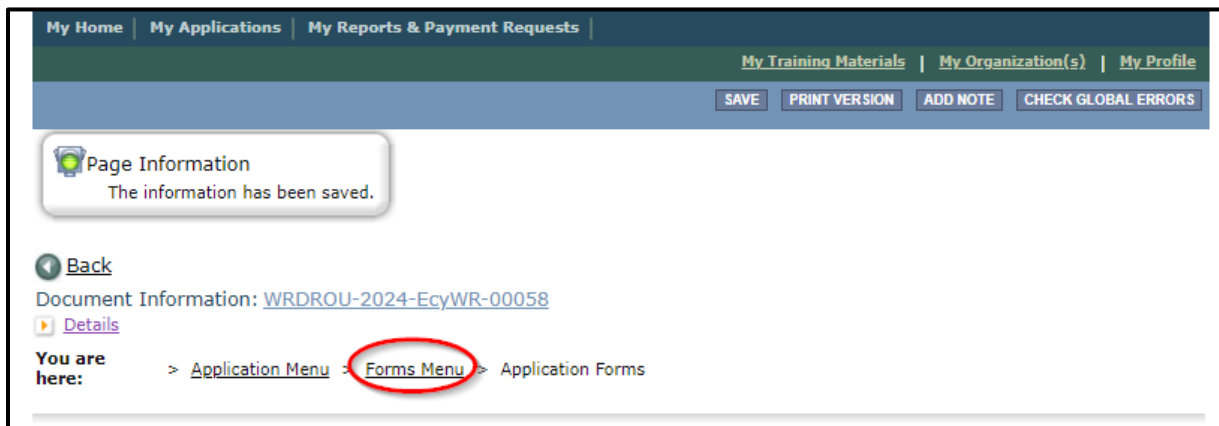 My Home | My Applications | My Reports & Payment Requests |
My Training Materials | My Organization(s) | My Profile
SAVE PRINT VERSION ADD NOTE CHECK GLOBAL ERRORS
Page Information
The information has been saved.
Back
Document Information: WRDROU-2024-EcyWR-00058
Details
You are here: > Application Menu > Forms Menu > Application Forms